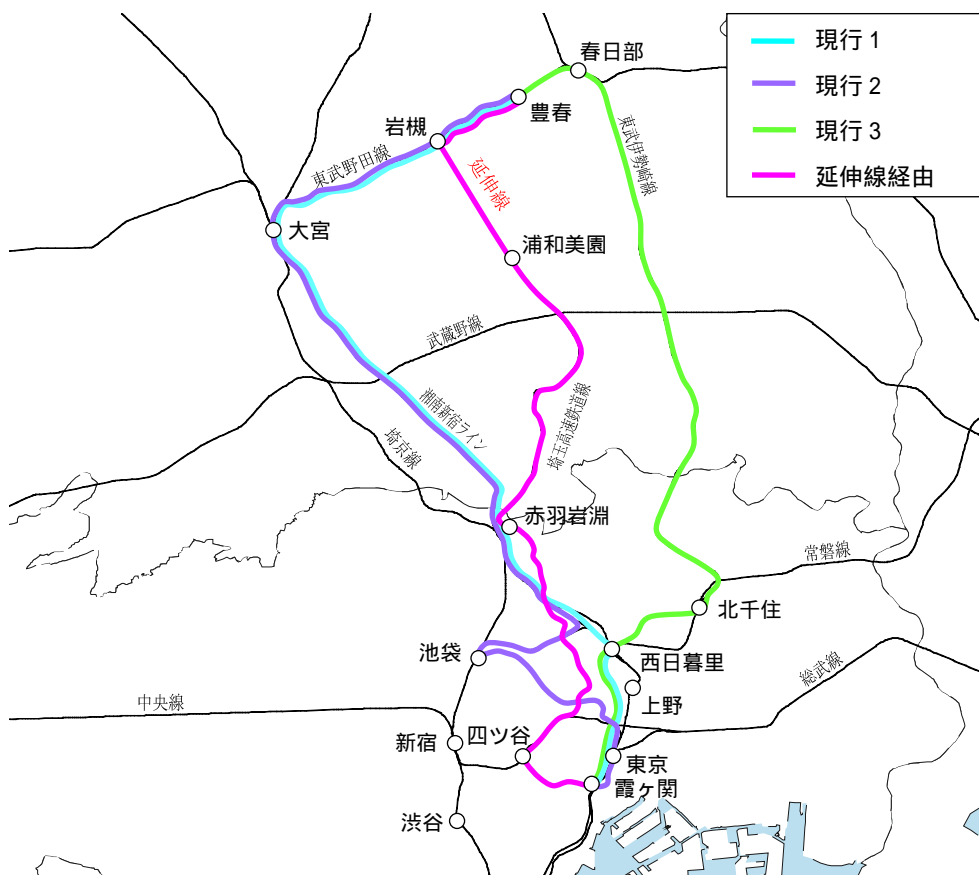 現行1
現行2
現行3
延伸線経由
春日部
豊春
岩槻
東武野田線
東武伊勢崎線
延伸線
大宮
浦和美園
武蔵野線
湘南新宿ライン
埼玉高速鉄道線
埼京線
赤羽岩淵
常磐線
北千住
池袋
西日暮里
総武線
上野
中央線
新宿
四ツ谷
東京
霞ヶ関
渋谷